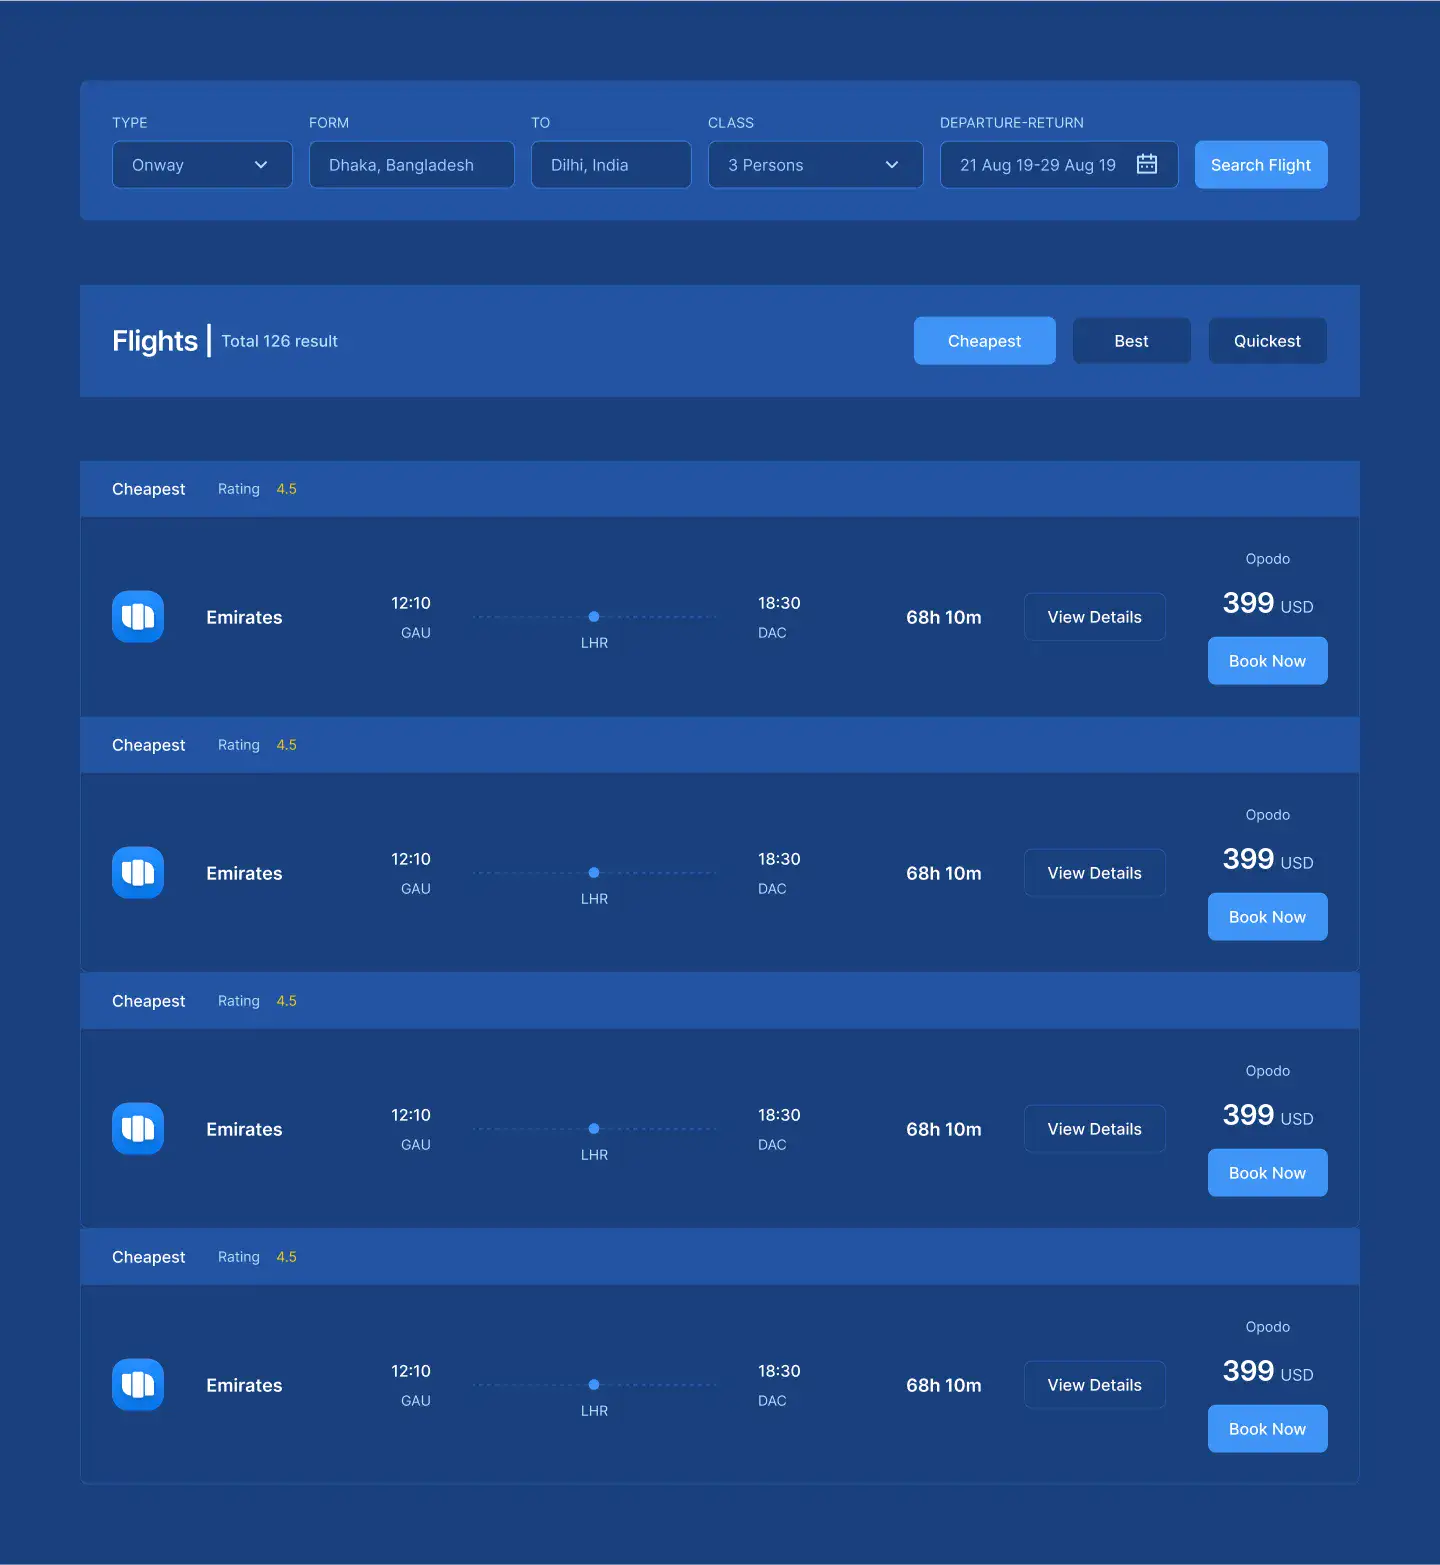 TYPE FORM TO CLASS DEPARTURE-RETURN
Onway Dhaka, Bangladesh Dilhi, India 3 Persons 21 Aug 19-29 Aug 19 Search Flight
Flights | Total 126 result Cheapest Best Quickest
Cheapest Rating 4.5
Opodo
12:10 18:30 399 USD
Emirates 68h 10m View Details
GAU LHR DAC
Book Now
Cheapest Rating 4.5
Opodo
12:10 18:30 399 USD
Emirates 68h 10m View Details
GAU LHR DAC
Book Now
Cheapest Rating 4.5
Opodo
12:10 18:30 399 USD
Emirates 68h 10m View Details
GAU LHR DAC
Book Now
Cheapest Rating 4.5
Opodo
12:10 18:30 399 USD
Emirates 68h 10m View Details
GAU LHR DAC
Book Now